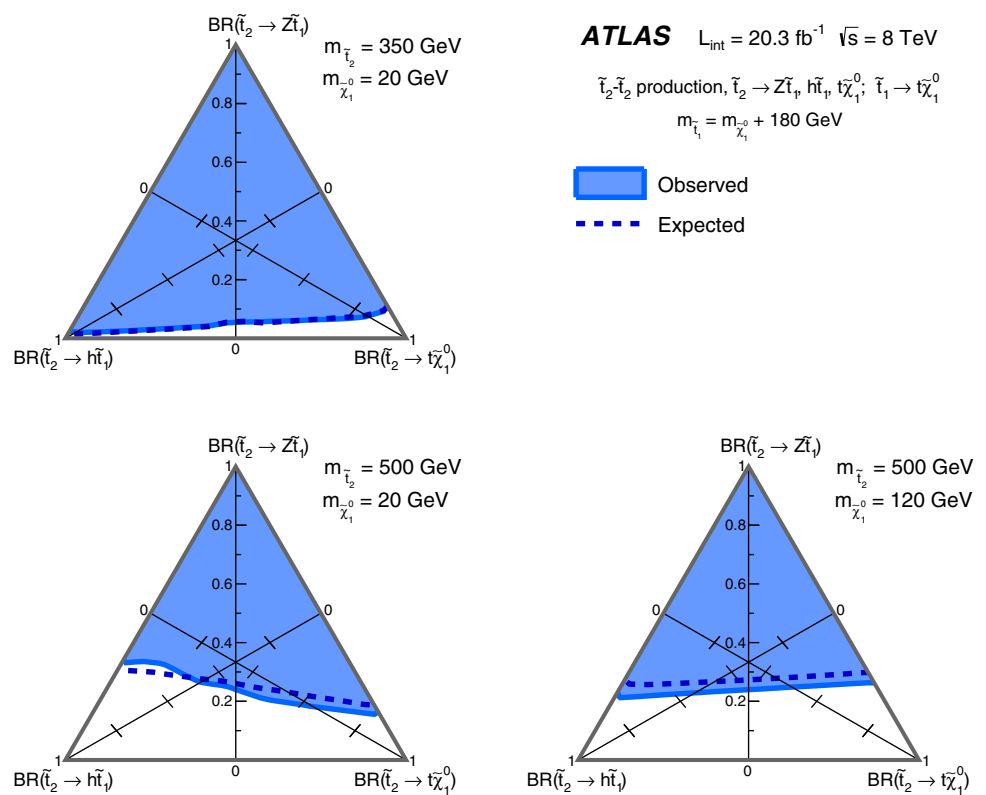 BR(t̃₂ → Zt̃₁)
m_t̃₂ = 350 GeV
m_χ̃₁⁰ = 20 GeV
1
0.8
0.6
0 0
0.4
0.2
1 0 1
BR(t̃₂ → ht̃₁) BR(t̃₂ → tχ̃₁⁰)
ATLAS L_int = 20.3 fb⁻¹ √s = 8 TeV
t̃₂-t̃₂ production, t̃₂ → Zt̃₁, ht̃₁, tχ̃₁⁰; t̃₁ → tχ̃₁⁰
m_t̃₁ = m_χ̃₁⁰ + 180 GeV
Observed
Expected
BR(t̃₂ → Zt̃₁)
m_t̃₂ = 500 GeV
m_χ̃₁⁰ = 20 GeV
1
0.8
0.6
0 0
0.4
0.2
1 0 1
BR(t̃₂ → ht̃₁) BR(t̃₂ → tχ̃₁⁰)
BR(t̃₂ → Zt̃₁)
m_t̃₂ = 500 GeV
m_χ̃₁⁰ = 120 GeV
1
0.8
0.6
0 0
0.4
0.2
1 0 1
BR(t̃₂ → ht̃₁) BR(t̃₂ → tχ̃₁⁰)